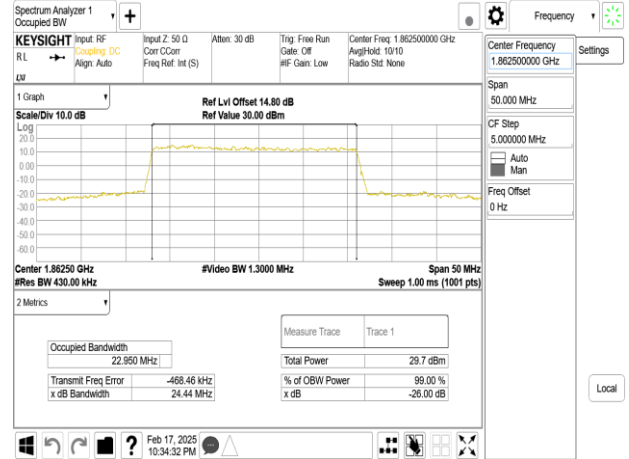 Spectrum Analyzer 1
Occupied BW
KEYSIGHT
RL
Input: RF
Coupling: DC
Align: Auto
Input Z: 50 Ω
Corr CCorr
Freq Ref: Int (S)
Atten: 30 dB
Trig: Free Run
Gate: Off
#IF Gain: Low
Center Freq: 1.862500000 GHz
Avg|Hold: 10/10
Radio Std: None
1 Graph
Scale/Div 10.0 dB
Ref Lvl Offset 14.80 dB
Ref Value 30.00 dBm
Log
20.0
10.0
0.00
-10.0
-20.0
-30.0
-40.0
-50.0
-60.0
Center 1.86250 GHz
#Video BW 1.3000 MHz
Span 50 MHz
#Res BW 430.00 kHz
Sweep 1.00 ms (1001 pts)
2 Metrics
Measure Trace Trace 1
Occupied Bandwidth
22.950 MHz
Total Power 29.7 dBm
Transmit Freq Error -468.46 kHz
% of OBW Power 99.00 %
x dB Bandwidth 24.44 MHz
x dB -26.00 dB
Feb 17, 2025
10:34:32 PM
Frequency
Center Frequency
1.862500000 GHz
Settings
Span
50.000 MHz
CF Step
5.000000 MHz
Auto
Man
Freq Offset
0 Hz
Local